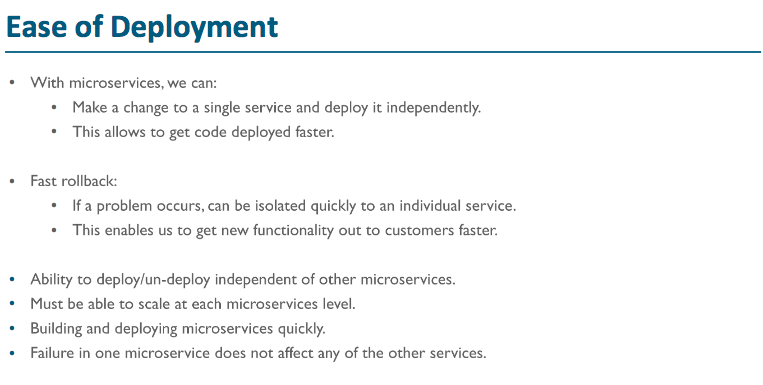 Ease of Deployment
• With microservices, we can:
• Make a change to a single service and deploy it independently.
• This allows to get code deployed faster.
• Fast rollback:
• If a problem occurs, can be isolated quickly to an individual service.
• This enables us to get new functionality out to customers faster.
• Ability to deploy/un-deploy independent of other microservices.
• Must be able to scale at each microservices level.
• Building and deploying microservices quickly.
• Failure in one microservice does not affect any of the other services.